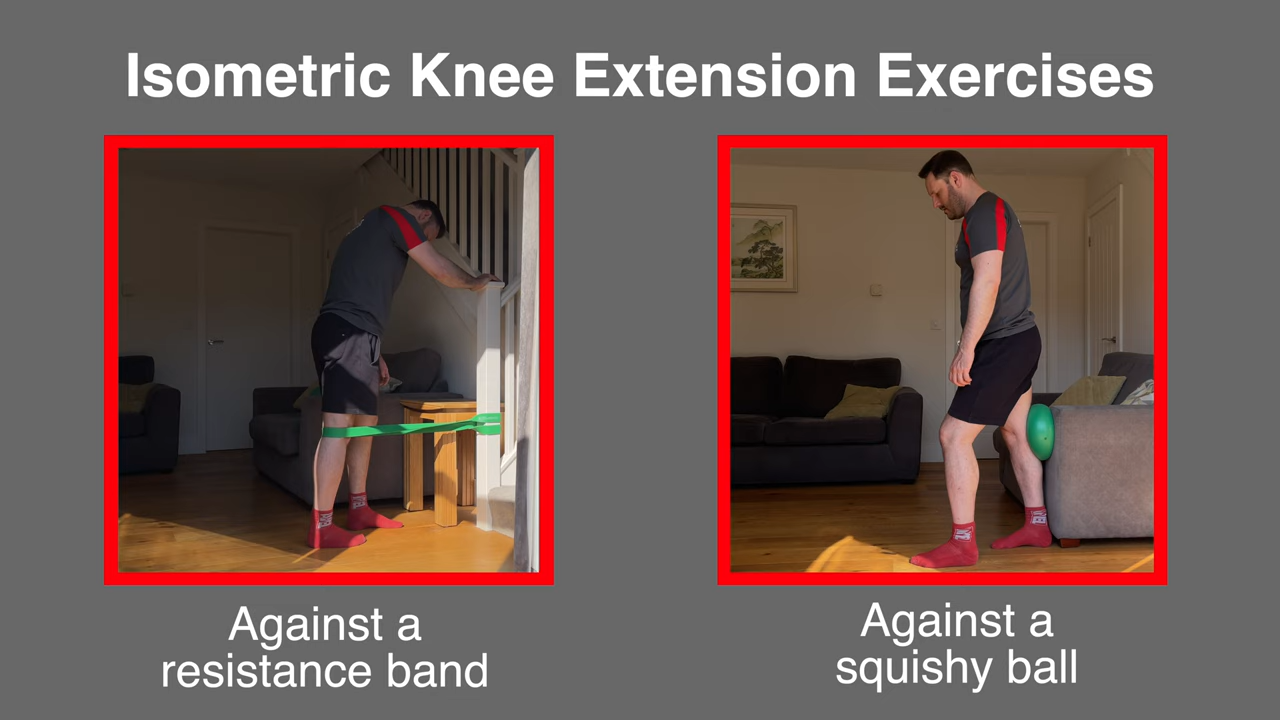 Isometric Knee Extension Exercises
Against a
resistance band
Against a
squishy ball